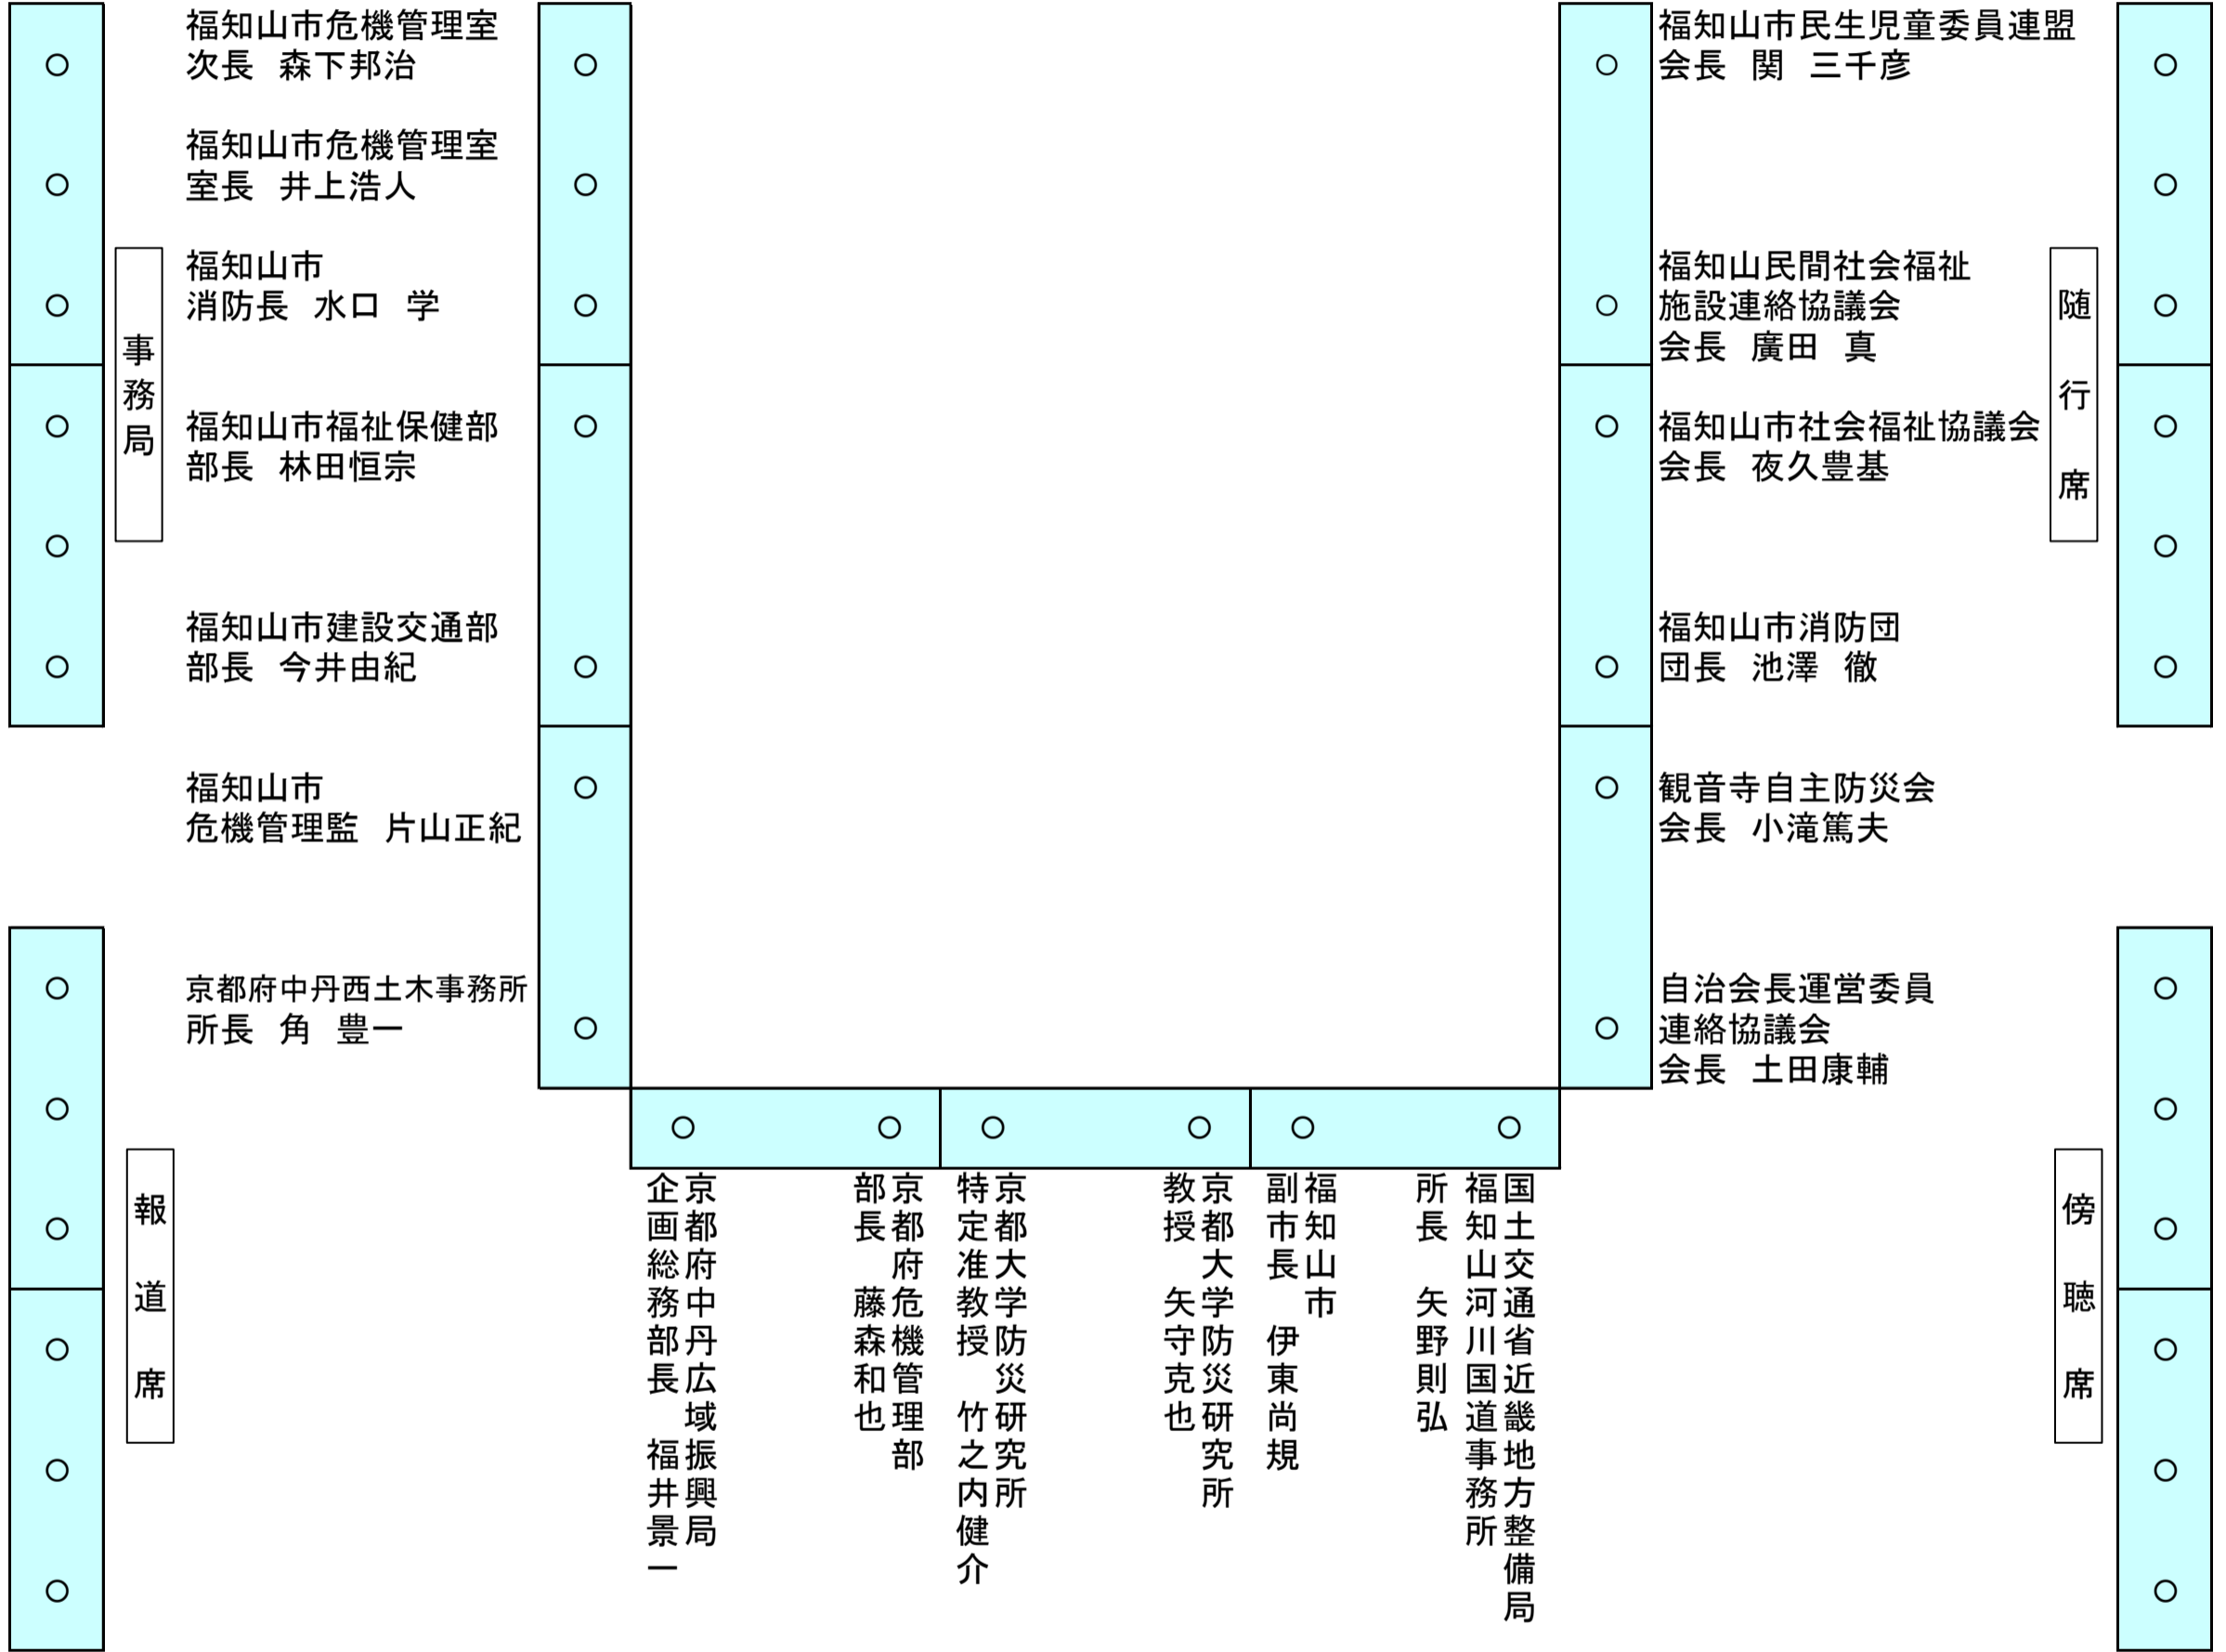 福知山市危機管理室
次長　森下邦治
福知山市危機管理室
室長　井上浩人
福知山市
消防長　水口　学
福知山市福祉保健部
部長　林田恒宗
福知山市建設交通部
部長　今井由紀
福知山市
危機管理監　片山正紀
京都府中丹西土木事務所
所長　角　豊一
事務局
報道席
福知山市民生児童委員連盟
会長　関　三千彦
福知山民間社会福祉
施設連絡協議会
会長　廣田　真
福知山市社会福祉協議会
会長　夜久豊基
福知山市消防団
団長　池澤　徹
観音寺自主防災会
会長　小滝篤夫
自治会長運営委員
連絡協議会
会長　土田康輔
随行席
傍聴席
国土交通省近畿地方整備局
福知山河川国道事務所
所長　矢野則弘
福知山市
副市長　伊東尚規
京都大学防災研究所
教授　矢守克也
京都大学防災研究所
特定准教授　竹之内健介
京都府危機管理部
部長　藤森和也
京都府中丹広域振興局
企画総務部長　福井景一